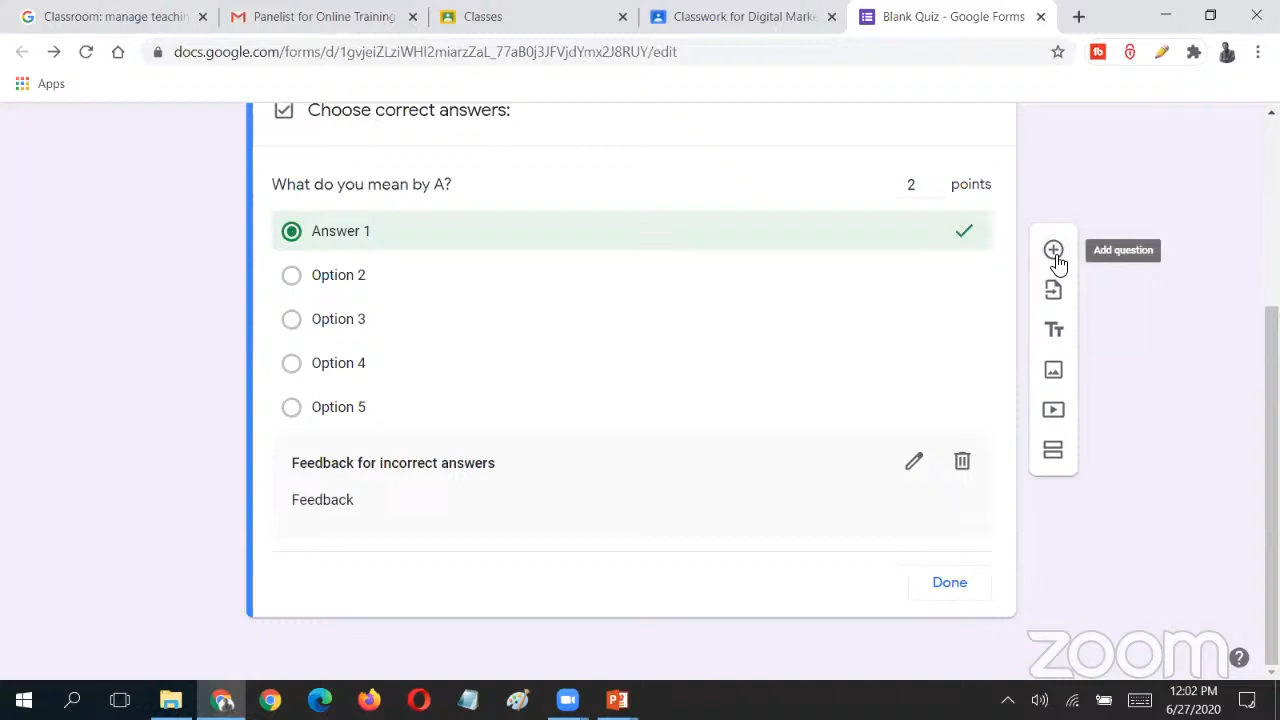 Classroom: manage teachin
Panelist for Online Training
Classes
Classwork for Digital Marke
Blank Quiz - Google Forms
docs.google.com/forms/d/1gvjeiZLziWHI2miarzZaL_77aB0j3JFVjdYmx2J8RUY/edit
Apps
Choose correct answers:
What do you mean by A?
2 points
Answer 1
Add question
Option 2
Option 3
Option 4
Option 5
Feedback for incorrect answers
Feedback
Done
zoom
12:02 PM
6/27/2020